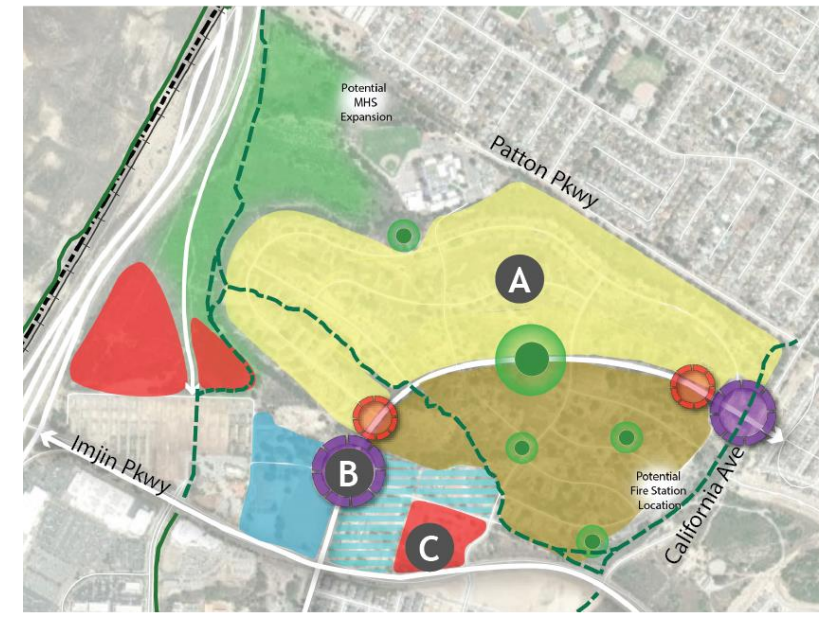 Potential
MHS
Expansion
Patton Pkwy
A
B
Imjin Pkwy
Potential
Fire Station
Location
California Ave
C